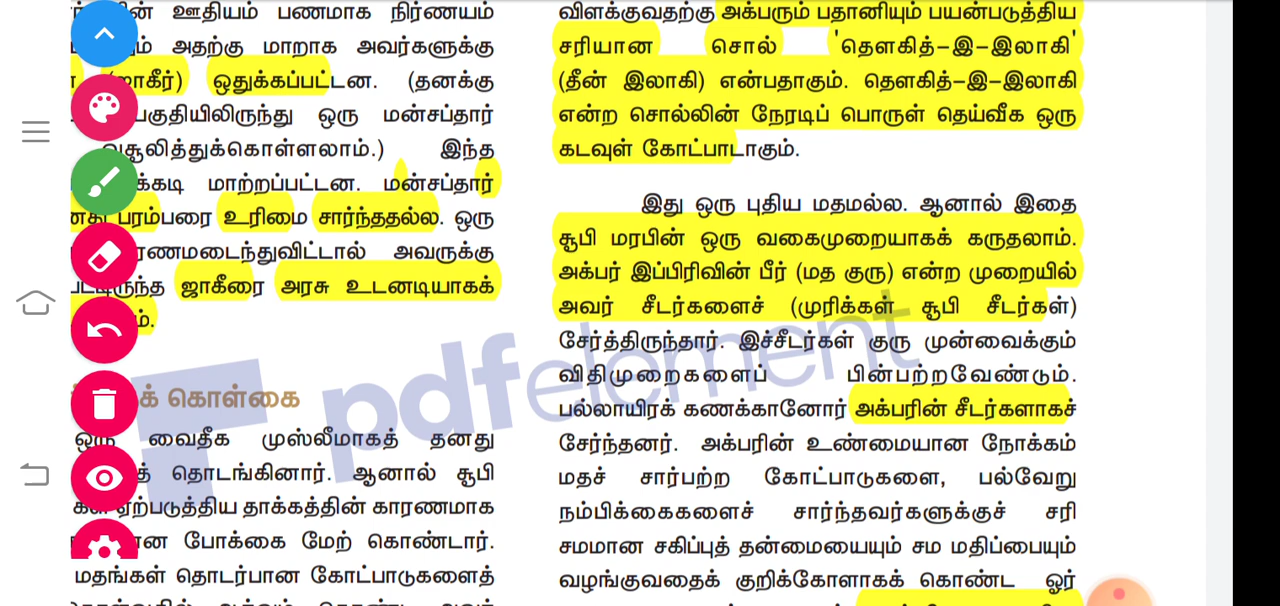 ஊதியம் பணமாக நிர்ணயம்
அதற்கு மாறாக அவர்களுக்கு
ஒதுக்கப்பட்டன. (தனக்கு
ஒரு மன்சப்தார்
இந்த
மாற்றப்பட்டன. மன்சப்தார்
பரம்பரை உரிமை சார்ந்ததல்ல. ஒரு
அவருக்கு
ஜாகீரை அரசு உடனடியாகக்
கொள்கை
ஒரு வைதீக முஸ்லீமாகத் தனது
தொடங்கினார். ஆனால் சூபி
ஏற்படுத்திய தாக்கத்தின் காரணமாக
போக்கை மேற் கொண்டார்.
மதங்கள் தொடர்பான கோட்பாடுகளைத்
விளக்குவதற்கு அக்பரும் பதானியும் பயன்படுத்திய
சரியான சொல் 'தௌகித்–இ–இலாகி'
(தீன் இலாகி) என்பதாகும். தௌகித்–இ–இலாகி
என்ற சொல்லின் நேரடிப் பொருள் தெய்வீக ஒரு
கடவுள் கோட்பாடாகும்.
இது ஒரு புதிய மதமல்ல. ஆனால் இதை
சூபி மரபின் ஒரு வகைமுறையாகக் கருதலாம்.
அக்பர் இப்பிரிவின் பீர் (மத குரு) என்ற முறையில்
அவர் சீடர்களைச் (முரிக்கள் சூபி சீடர்கள்)
சேர்த்திருந்தார். இச்சீடர்கள் குரு முன்வைக்கும்
விதிமுறைகளைப் பின்பற்றவேண்டும்.
பல்லாயிரக் கணக்கானோர் அக்பரின் சீடர்களாகச்
சேர்ந்தனர். அக்பரின் உண்மையான நோக்கம்
மதச் சார்பற்ற கோட்பாடுகளை, பல்வேறு
நம்பிக்கைகளைச் சார்ந்தவர்களுக்குச் சரி
சமமான சகிப்புத் தன்மையையும் சம மதிப்பையும்
வழங்குவதைக் குறிக்கோளாகக் கொண்ட ஓர்
pdfelement